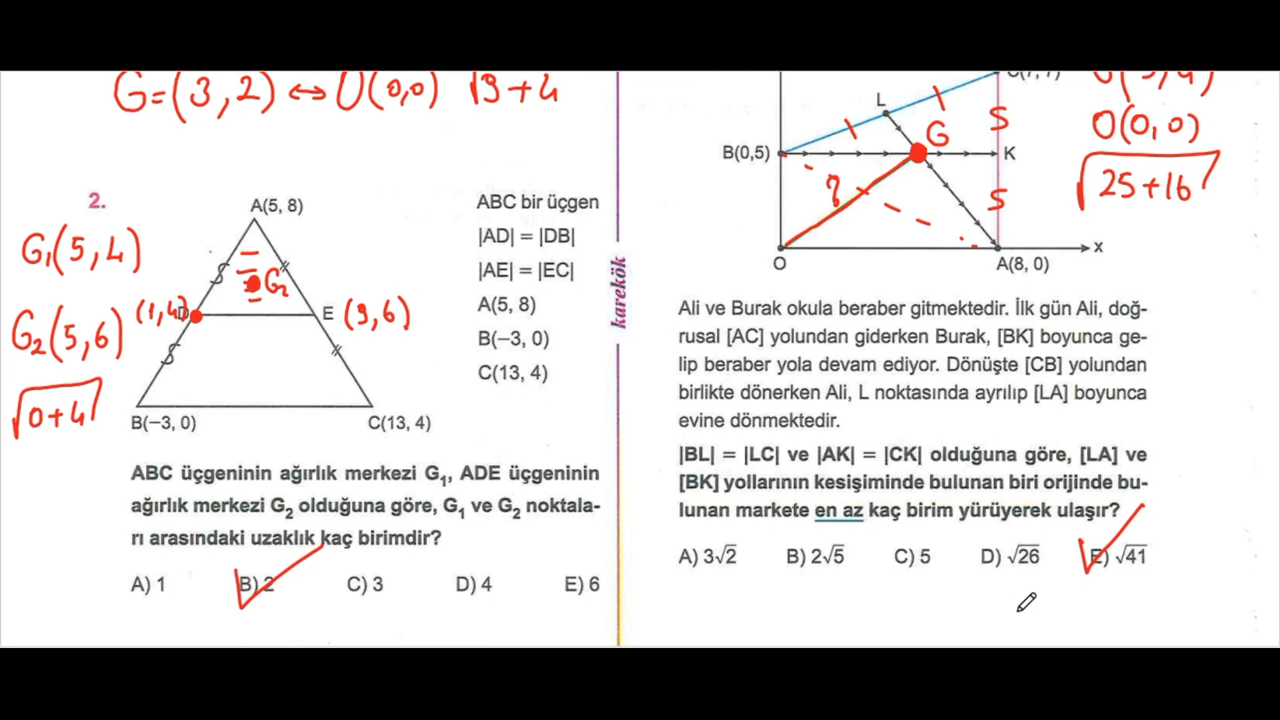 G=(3,2) ↔ O(0,0) √9+4
2.
A(5, 8)
G₁(5,4)
G₂(5,6)
√0+4
G₂
(1,4)
D
E
(9,6)
B(−3, 0)
C(13, 4)
ABC bir üçgen
|AD| = |DB|
|AE| = |EC|
A(5, 8)
B(−3, 0)
C(13, 4)
ABC üçgeninin ağırlık merkezi G₁, ADE üçgeninin
ağırlık merkezi G₂ olduğuna göre, G₁ ve G₂ noktala-
rı arasındaki uzaklık kaç birimdir?
A) 1 B) 2 C) 3 D) 4 E) 6
karekök
L
G
S
B(0,5)
K
?
S
O
A(8, 0)
x
O(0,0)
√25+16
Ali ve Burak okula beraber gitmektedir. İlk gün Ali, doğ-
rusal [AC] yolundan giderken Burak, [BK] boyunca ge-
lip beraber yola devam ediyor. Dönüşte [CB] yolundan
birlikte dönerken Ali, L noktasında ayrılıp [LA] boyunca
evine dönmektedir.
|BL| = |LC| ve |AK| = |CK| olduğuna göre, [LA] ve
[BK] yollarının kesişiminde bulunan biri orijinde bu-
lunan markete en az kaç birim yürüyerek ulaşır?
A) 3√2 B) 2√5 C) 5 D) √26 E) √41